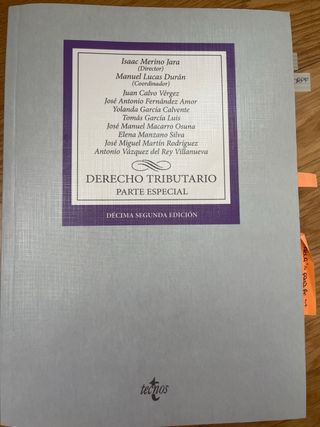 Isaac Merino Jara
(Director)
Manuel Lucas Durán
(Coordinador)
Juan Calvo Vérgez
José Antonio Fernández Amor
Yolanda García Calvente
Tomás García Luis
José Manuel Macarro Osuna
Elena Manzano Silva
José Miguel Martín Rodríguez
Antonio Vázquez del Rey Villanueva
DERECHO TRIBUTARIO
PARTE ESPECIAL
DÉCIMA SEGUNDA EDICIÓN
tecnos